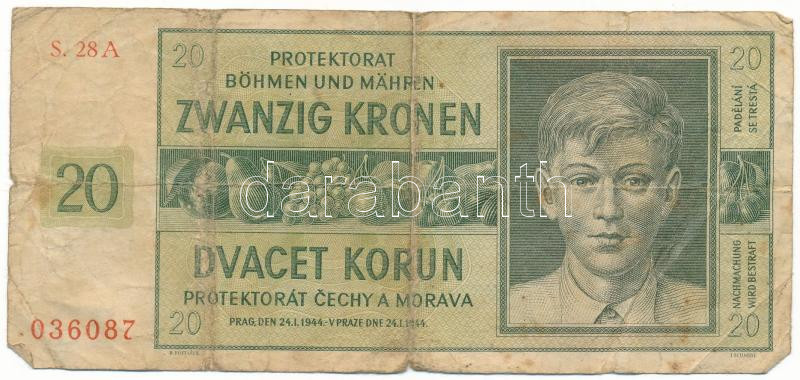 S. 28 A
20
PROTEKTORAT
BÖHMEN UND MÄHREN
ZWANZIG KRONEN
20
PADĚLÁNÍ
SE TRESTÁ
20
darabanth
DVACET KORUN
PROTEKTORÁT ČECHY A MORAVA
PRAG, DEN 24.I.1944.-V PRAZE DNE 24.I.1944.
036087
20
NACHMACHUNG
WIRD BESTRAFT
20